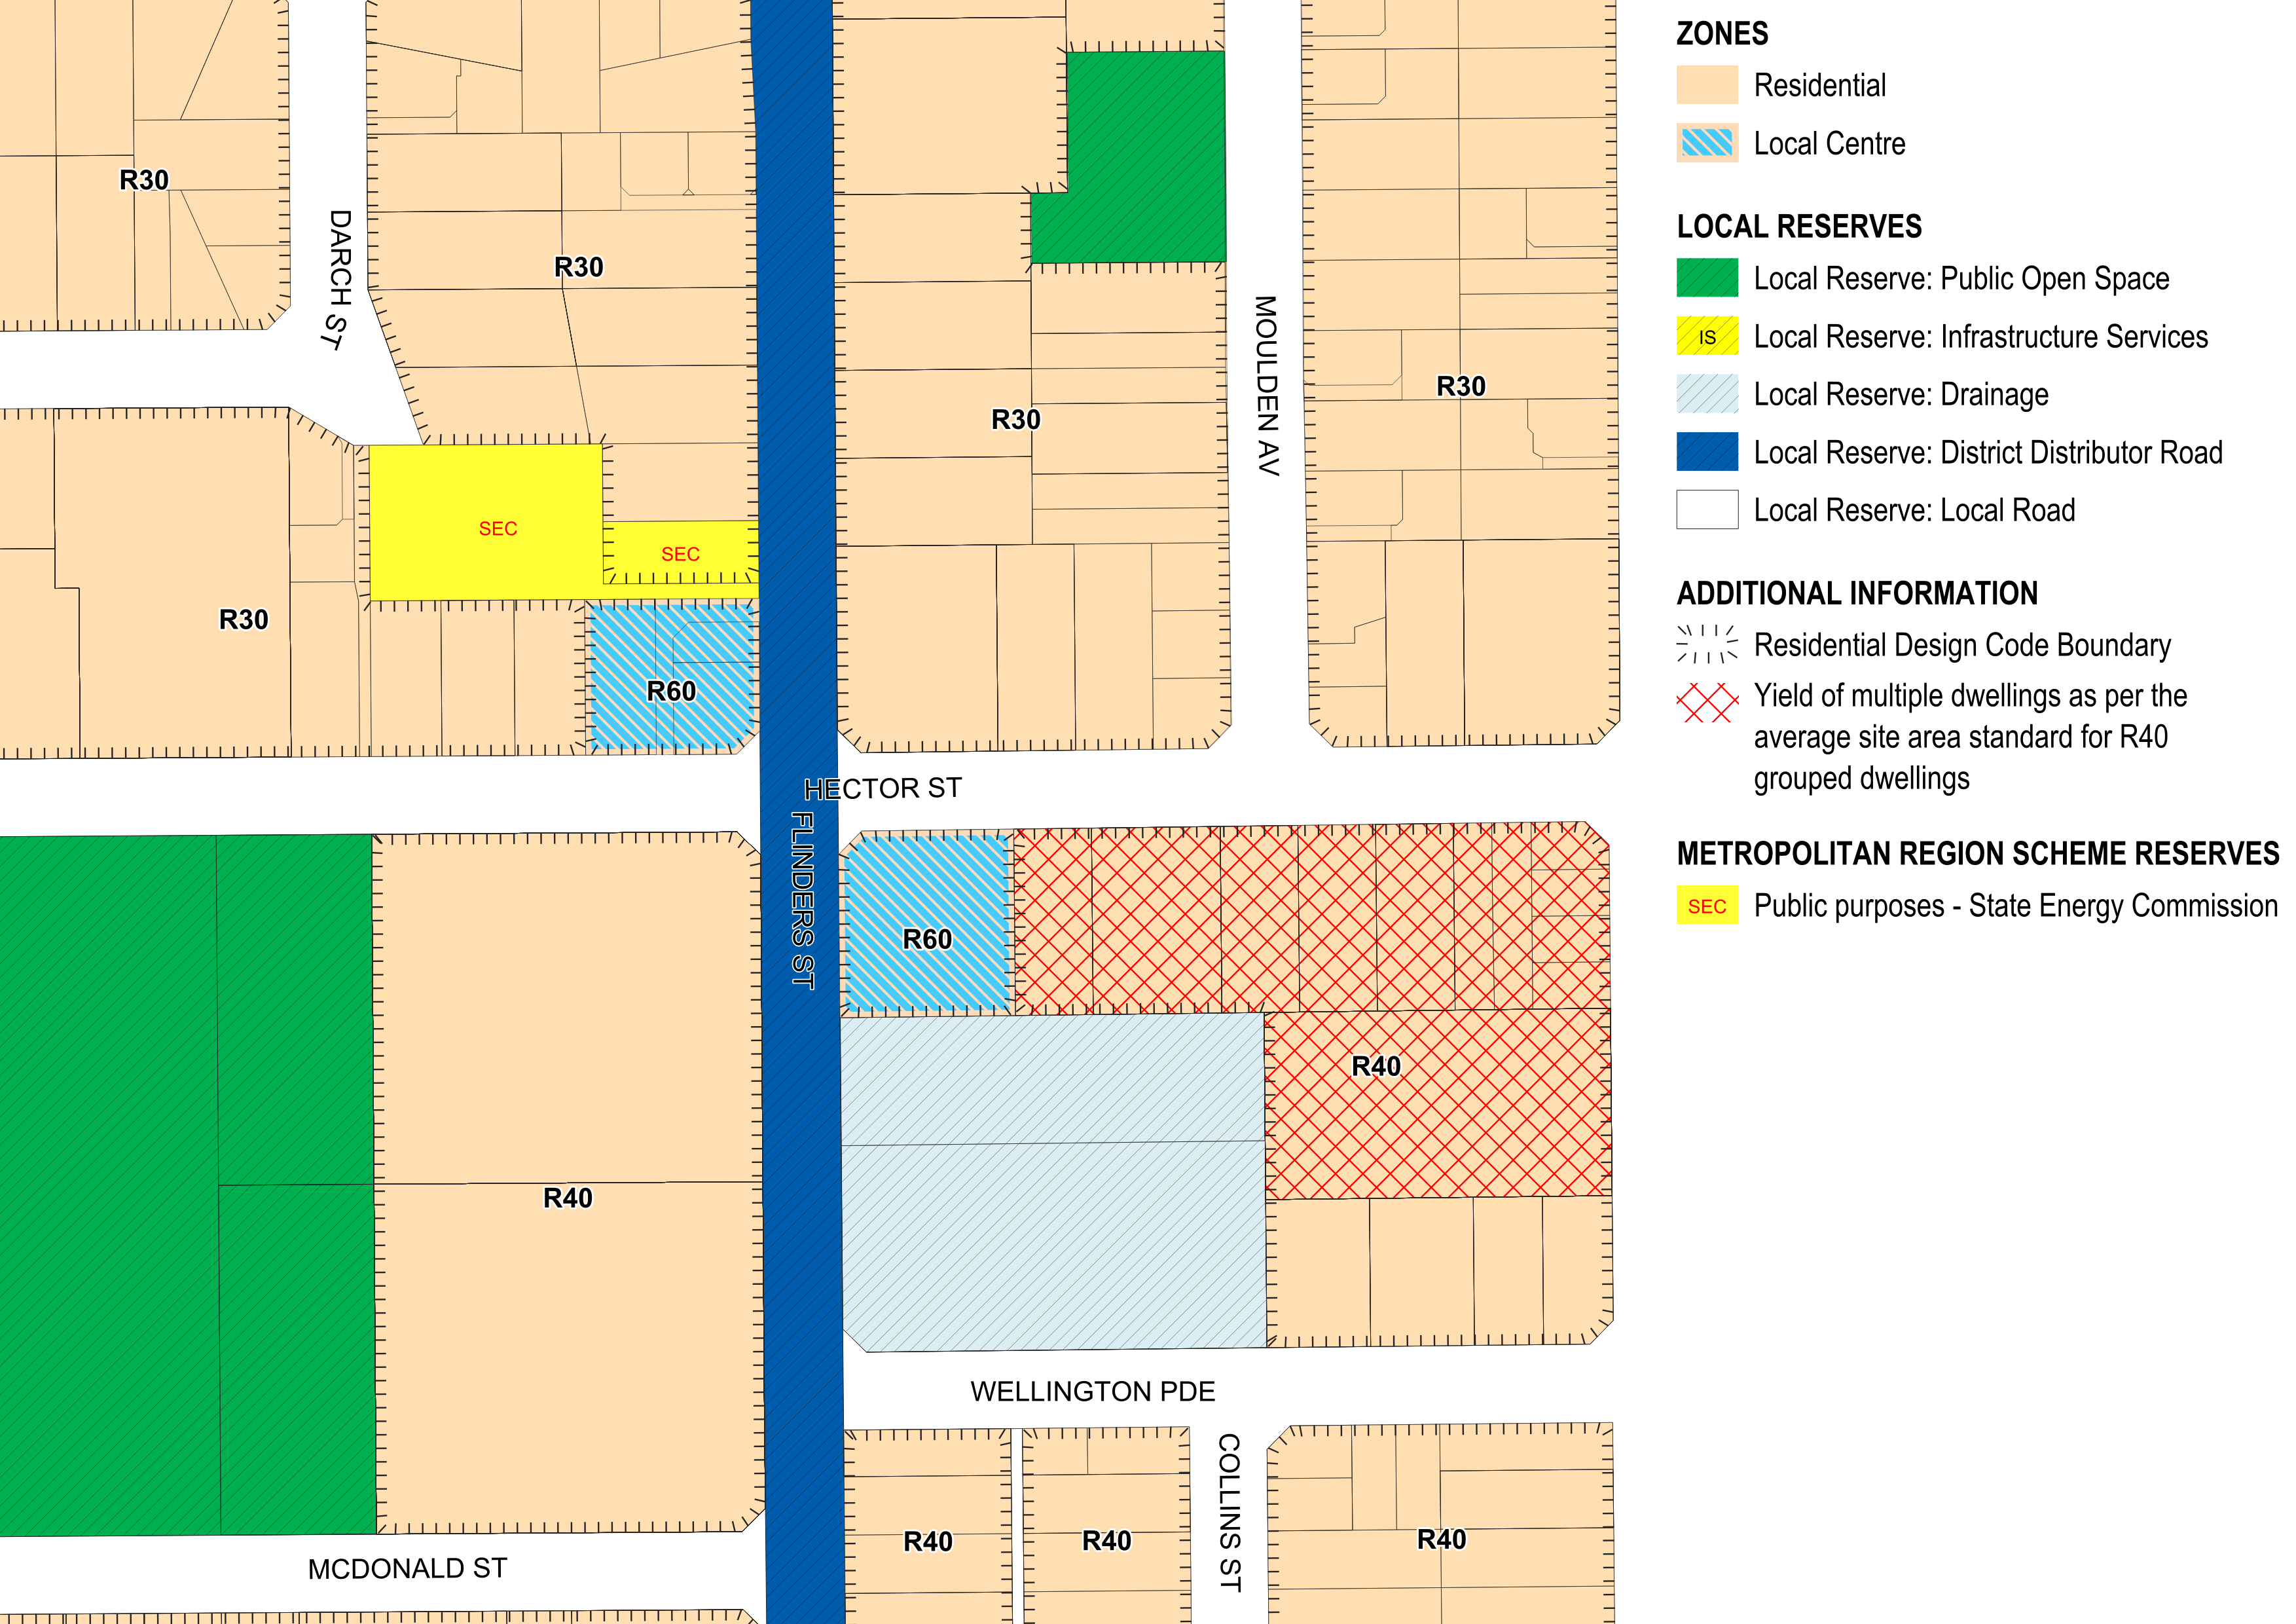 R30
DARCH ST
R30
R30
MOULDEN AV
R30
SEC
SEC
R30
R60
HECTOR ST
FLINDERS ST
R60
R40
R40
WELLINGTON PDE
COLLINS ST
R40
R40
R40
MCDONALD ST
ZONES
Residential
Local Centre
LOCAL RESERVES
Local Reserve: Public Open Space
IS
Local Reserve: Infrastructure Services
Local Reserve: Drainage
Local Reserve: District Distributor Road
Local Reserve: Local Road
ADDITIONAL INFORMATION
Residential Design Code Boundary
Yield of multiple dwellings as per the
average site area standard for R40
grouped dwellings
METROPOLITAN REGION SCHEME RESERVES
SEC
Public purposes - State Energy Commission